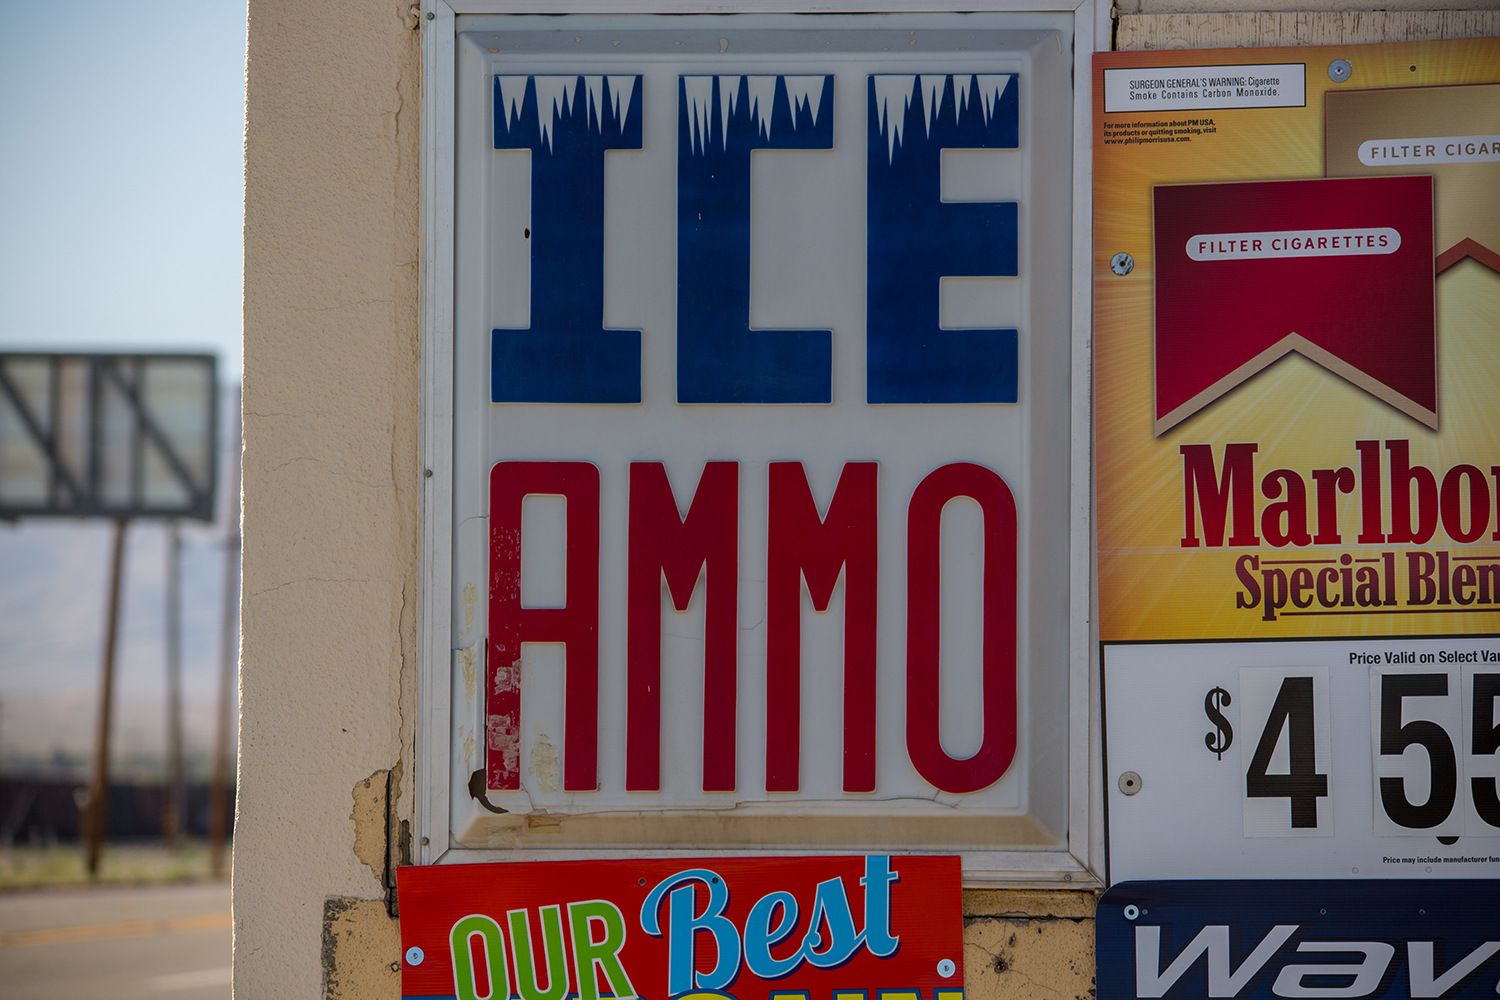 ICE
AMMO
SURGEON GENERAL'S WARNING: Cigarette
Smoke Contains Carbon Monoxide.
For more information about PM USA,
its products or quitting smoking, visit
www.philipmorrisusa.com.
FILTER CIGAR
FILTER CIGARETTES
Marlbo
Special Blen
Price Valid on Select Va
$4 55
Price may include manufacturer fun
OUR Best
Wav